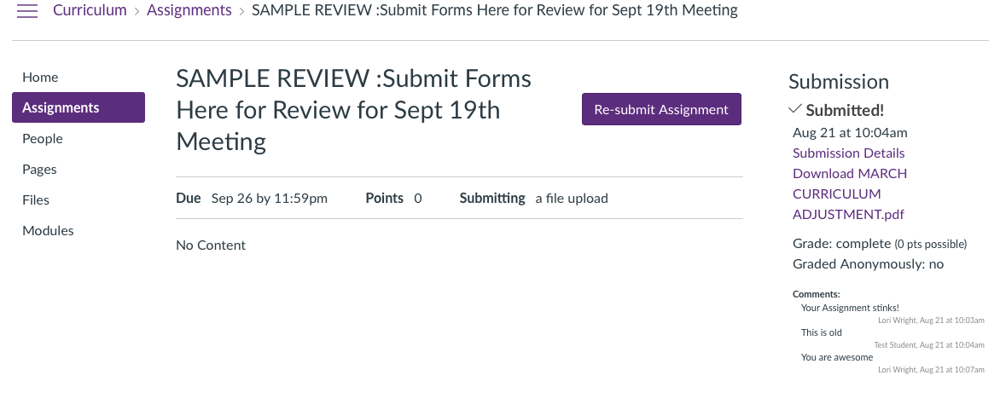 Curriculum › Assignments › SAMPLE REVIEW :Submit Forms Here for Review for Sept 19th Meeting
Home
Assignments
People
Pages
Files
Modules
SAMPLE REVIEW :Submit Forms
Here for Review for Sept 19th
Meeting
Re-submit Assignment
Due Sep 26 by 11:59pm Points 0 Submitting a file upload
No Content
Submission
Submitted!
Aug 21 at 10:04am
Submission Details
Download MARCH
CURRICULUM
ADJUSTMENT.pdf
Grade: complete (0 pts possible)
Graded Anonymously: no
Comments:
Your Assignment stinks!
Lori Wright, Aug 21 at 10:03am
This is old
Test Student, Aug 21 at 10:04am
You are awesome
Lori Wright, Aug 21 at 10:07am